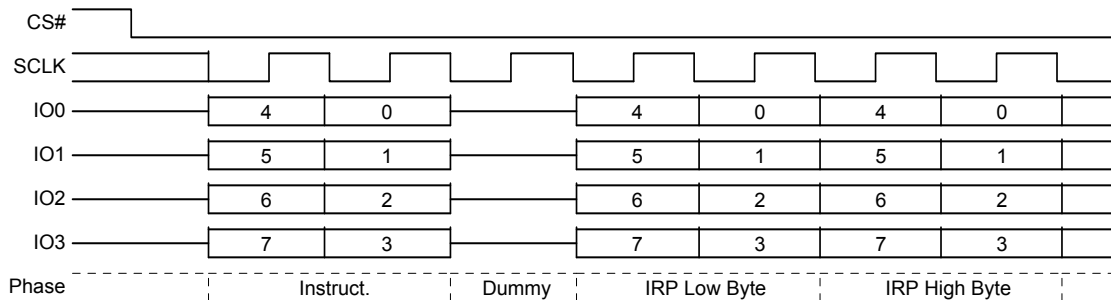 CS#
SCLK
IO0 4 0 4 0 4 0
IO1 5 1 5 1 5 1
IO2 6 2 6 2 6 2
IO3 7 3 7 3 7 3
Phase Instruct. Dummy IRP Low Byte IRP High Byte